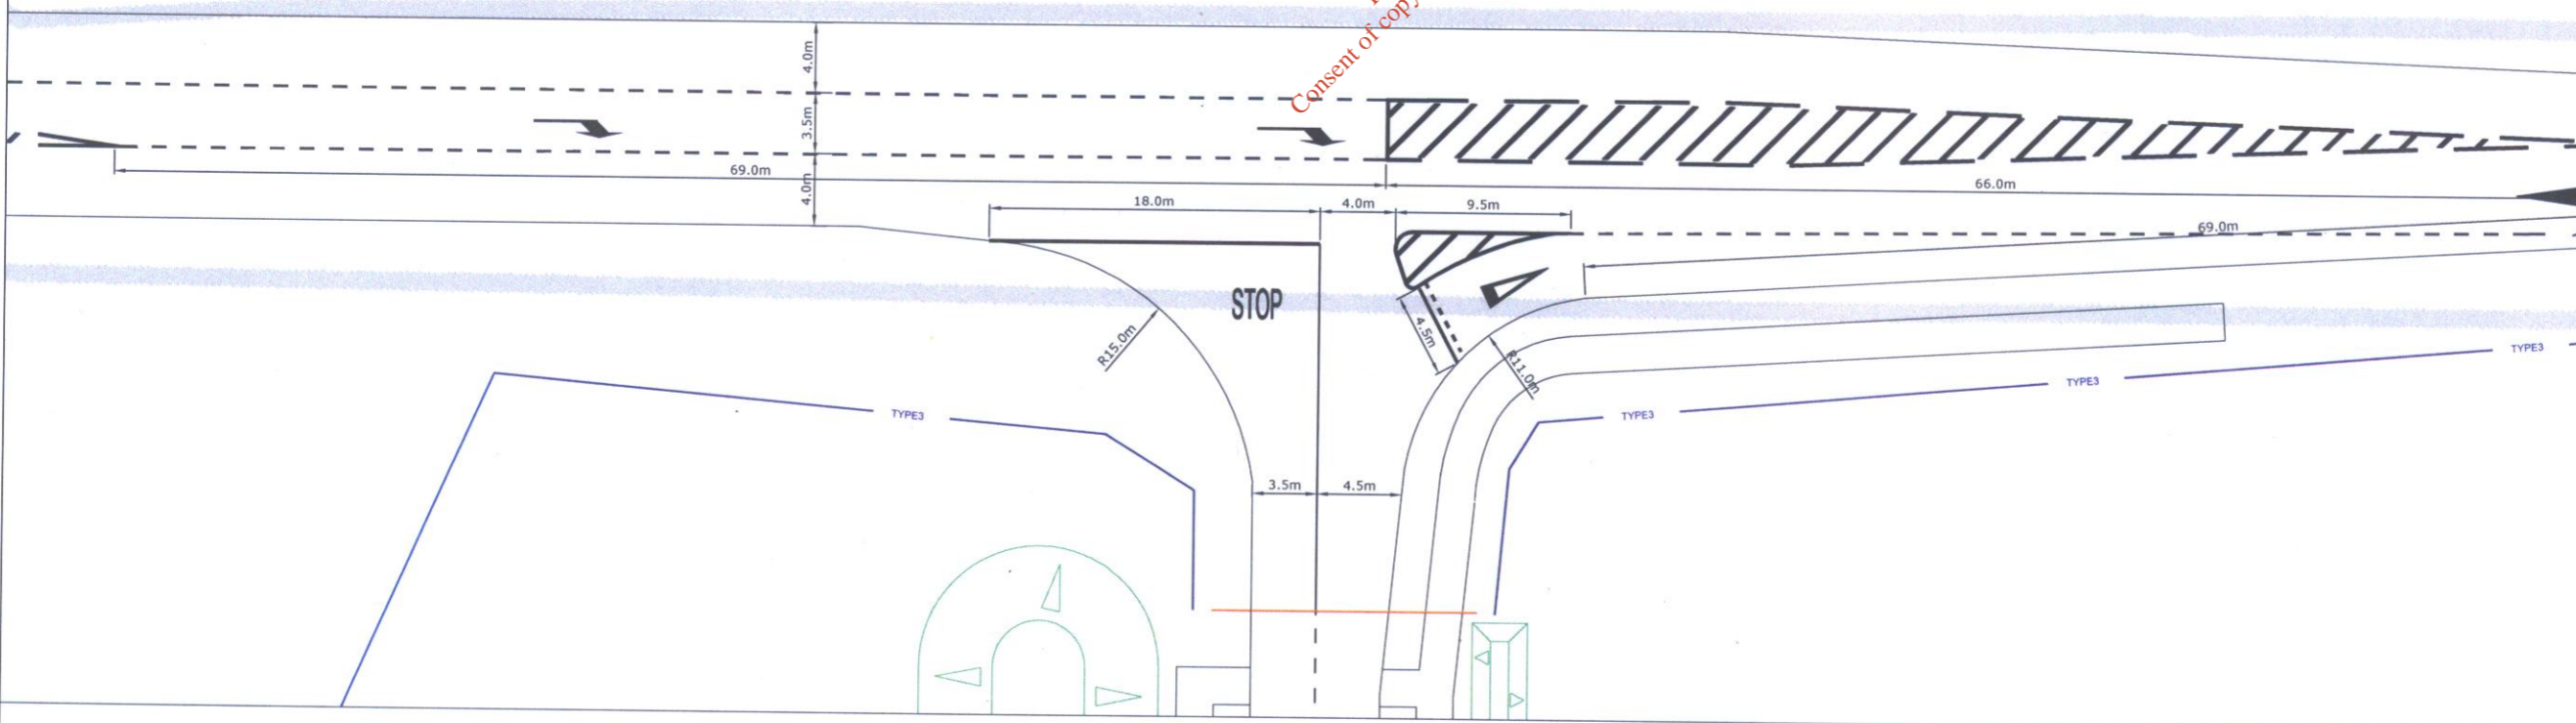 Consent of copy
4.0m
3.5m
4.0m
69.0m
66.0m
18.0m
4.0m
9.5m
69.0m
STOP
R15.0m
4.5m
R11.0m
TYPE3
TYPE3
TYPE3
TYPE3
3.5m
4.5m